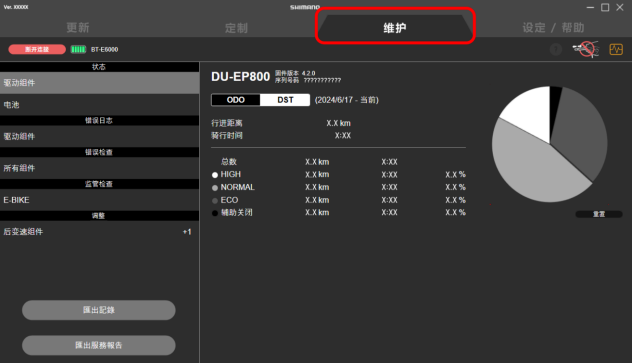 Ver. XXXXX
SHIMANO
更新
定制
维护
设定 / 帮助
断开连接
BT-E6000
状态
驱动组件
电池
错误日志
驱动组件
错误检查
所有组件
监管检查
E-BIKE
调整
后变速组件 +1
匯出記錄
匯出服務報告
DU-EP800
固件版本 4.2.0
序列号码 ???????????
ODO
DST
(2024/6/17 - 当前)
行进距离 X.X km
骑行时间 X:XX
总数 X.X km X:XX
HIGH X.X km X:XX X.X %
NORMAL X.X km X:XX X.X %
ECO X.X km X:XX X.X %
辅助关闭 X.X km X:XX X.X %
重置